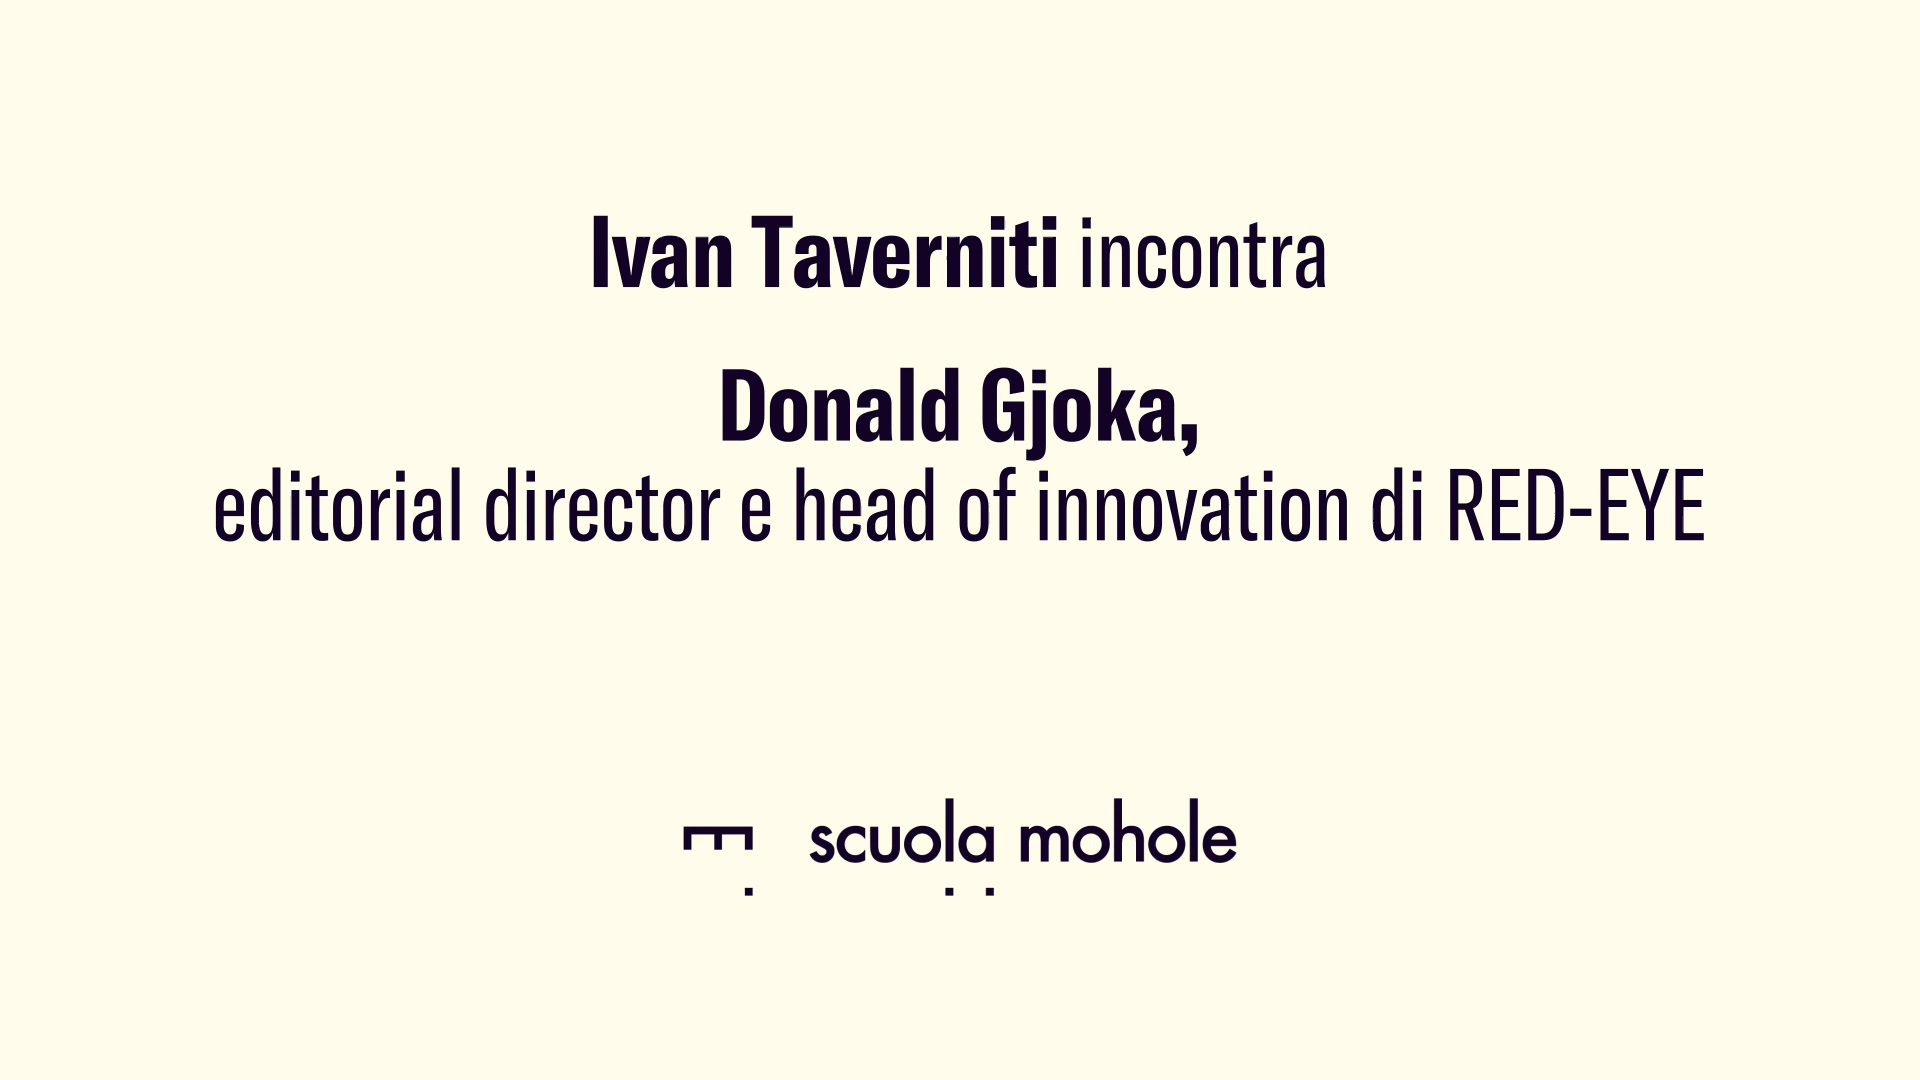 Ivan Taverniti incontra
Donald Gjoka,
editorial director e head of innovation di RED-EYE
scuola mohole